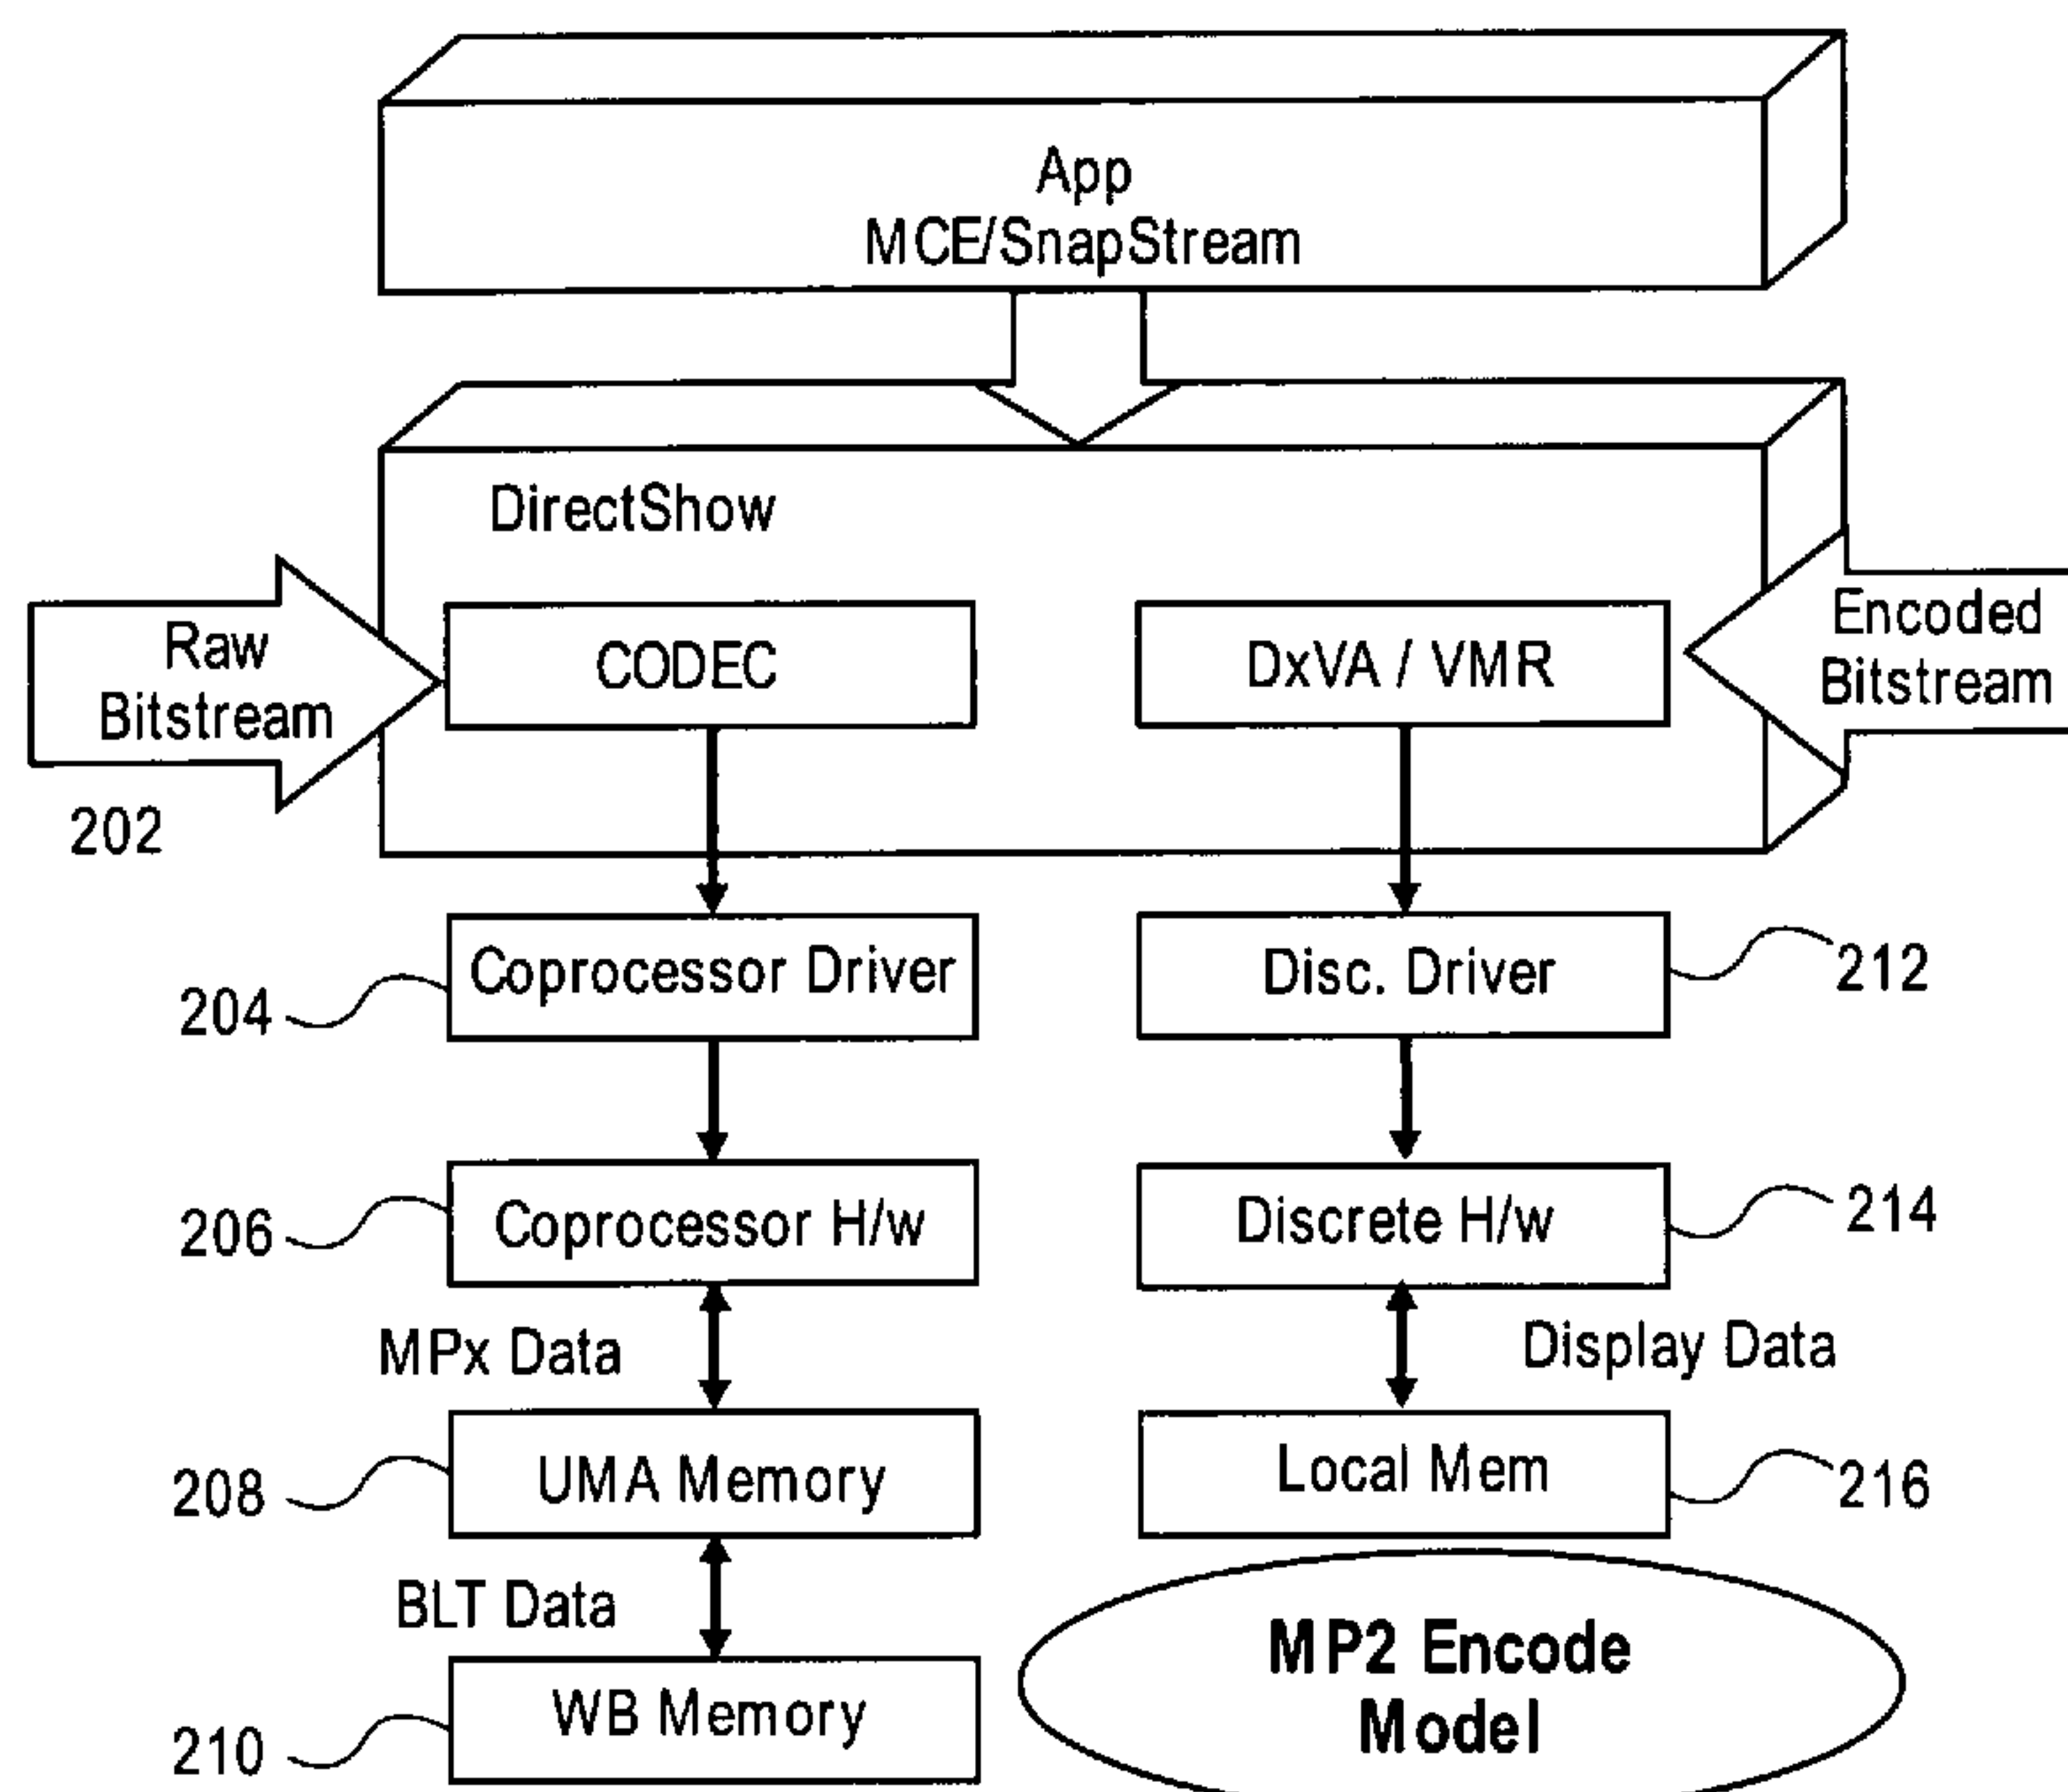 App
MCE/SnapStream
DirectShow
Raw
Bitstream
CODEC
DxVA / VMR
Encoded
Bitstream
202
Coprocessor Driver
Disc. Driver
204
212
Coprocessor H/w
Discrete H/w
206
214
MPx Data
Display Data
UMA Memory
Local Mem
208
216
BLT Data
MP2 Encode
Model
WB Memory
210